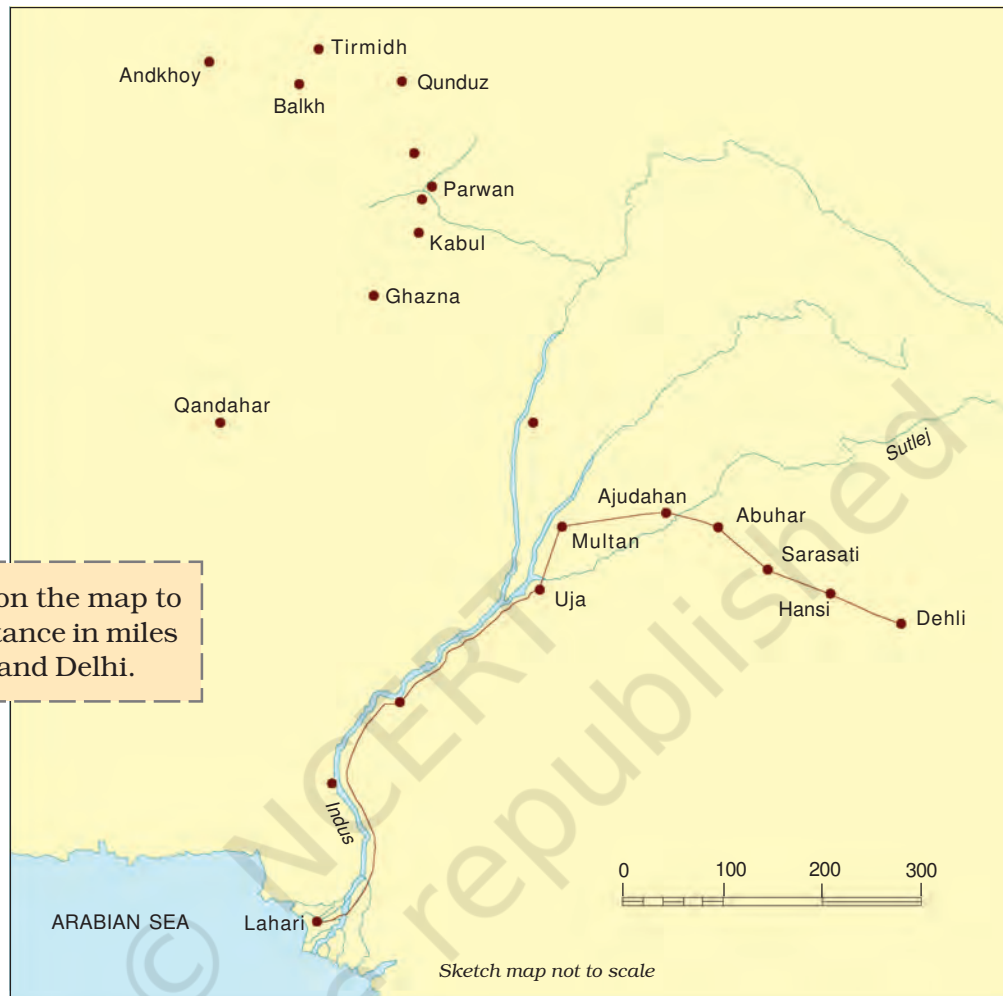 Tirmidh
Andkhoy
Qunduz
Balkh
Parwan
Kabul
Ghazna
Qandahar
Sutlej
Ajudahan
Abuhar
Multan
Sarasati
on the map to
tance in miles
and Delhi.
Uja
Hansi
Dehli
Indus
0 100 200 300
ARABIAN SEA
Lahari
Sketch map not to scale
© NCERT
republished